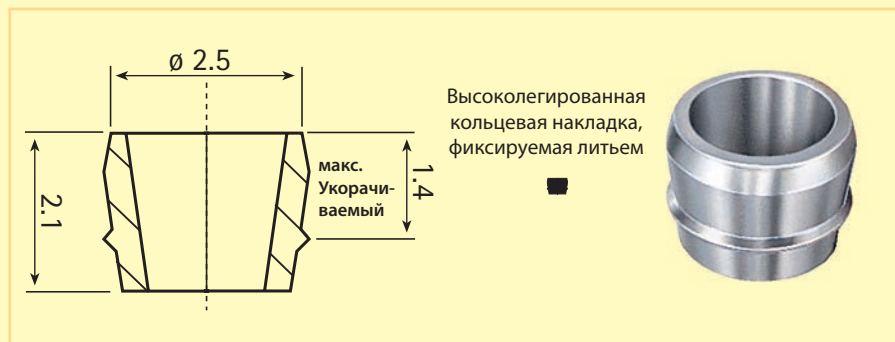 ø 2.5
2.1
макс.
Укорачи-
ваемый
1.4
Высоколегированная
кольцевая накладка,
фиксируемая литьем